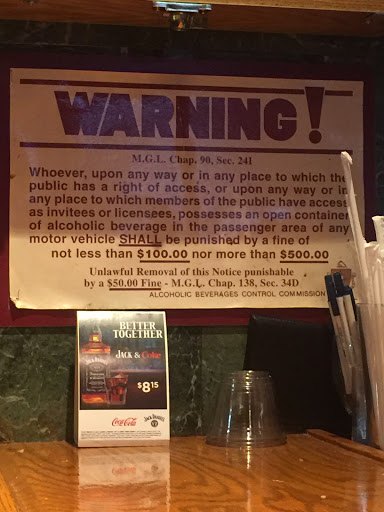 WARNING!
M.G.L. Chap. 90, Sec. 241
Whoever, upon any way or in any place to which the
public has a right of access, or upon any way or in
any place to which members of the public have access
as invitees or licensees, possesses an open container
of alcoholic beverage in the passenger area of any
motor vehicle SHALL be punished by a fine of
not less than $100.00 nor more than $500.00
Unlawful Removal of this Notice punishable
by a $50.00 Fine - M.G.L. Chap. 138, Sec. 34D
ALCOHOLIC BEVERAGES CONTROL COMMISSION
BETTER
TOGETHER
JACK & Coke
$8.15
Coca-Cola
JACK DANIEL'S